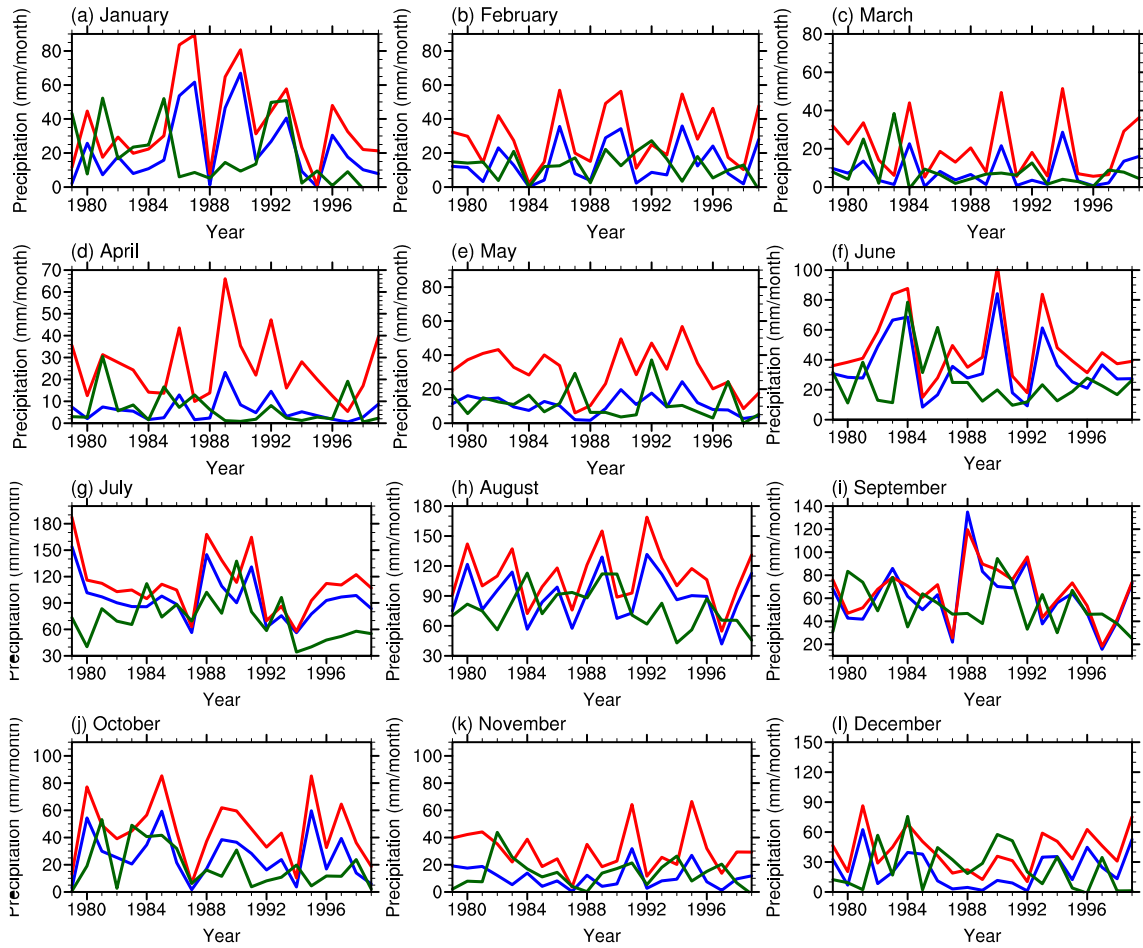 (a) January
(b) February
(c) March
Precipitation (mm/month)
80
60
40
20
0
1980 1984 1988 1992 1996
Year
Precipitation (mm/month)
80
60
40
20
0
1980 1984 1988 1992 1996
Year
Precipitation (mm/month)
80
60
40
20
0
1980 1984 1988 1992 1996
Year
(d) April
(e) May
(f) June
Precipitation (mm/month)
70
60
50
40
30
20
10
0
1980 1984 1988 1992 1996
Year
Precipitation (mm/month)
80
60
40
20
0
1980 1984 1988 1992 1996
Year
Precipitation (mm/month)
100
80
60
40
20
0
1980 1984 1988 1992 1996
Year
(g) July
(h) August
(i) September
Precipitation (mm/month)
180
150
120
90
60
30
1980 1984 1988 1992 1996
Year
Precipitation (mm/month)
180
150
120
90
60
30
1980 1984 1988 1992 1996
Year
Precipitation (mm/month)
140
120
100
80
60
40
20
1980 1984 1988 1992 1996
Year
(j) October
(k) November
(l) December
Precipitation (mm/month)
100
80
60
40
20
0
1980 1984 1988 1992 1996
Year
Precipitation (mm/month)
100
80
60
40
20
0
1980 1984 1988 1992 1996
Year
Precipitation (mm/month)
150
120
90
60
30
0
1980 1984 1988 1992 1996
Year